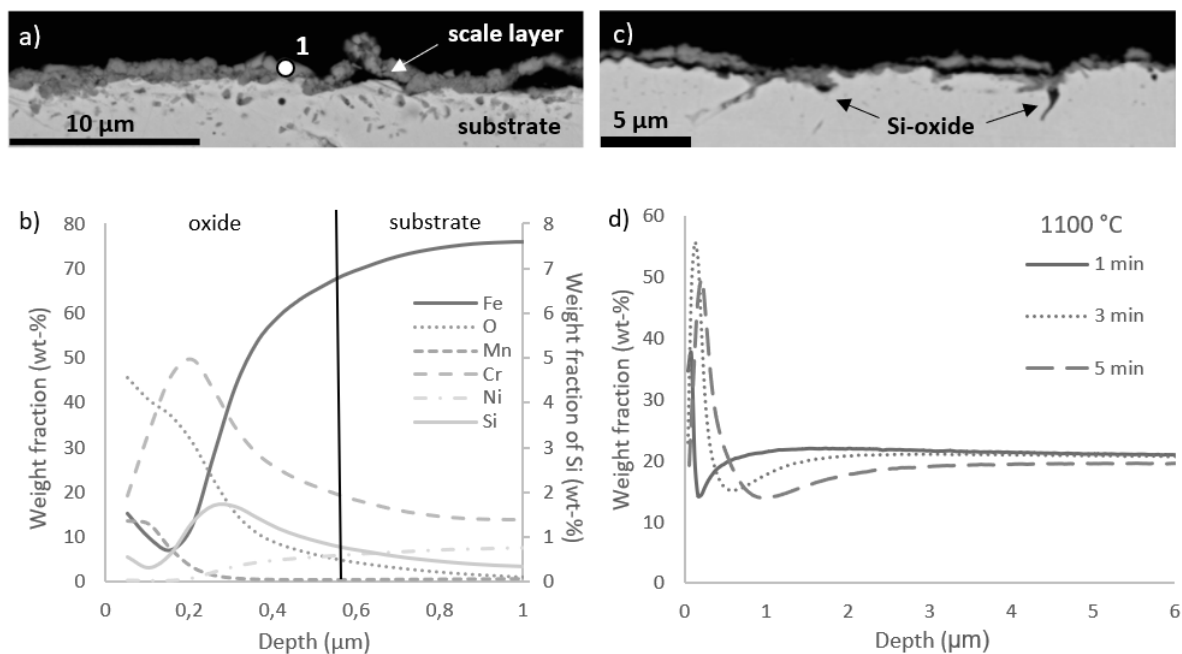 a)
1
scale layer
10 µm
substrate
c)
Si-oxide
5 µm
b)
oxide
substrate
80
70
60
50
40
30
20
10
0
Weight fraction (wt-%)
8
7
6
5
4
3
2
1
0
Weight fraction of Si (wt-%)
Fe
O
Mn
Cr
Ni
Si
0
0,2
0,4
0,6
0,8
1
Depth (µm)
d)
1100 °C
1 min
3 min
5 min
60
50
40
30
20
10
0
Weight fraction (wt-%)
0
1
2
3
4
5
6
Depth (µm)